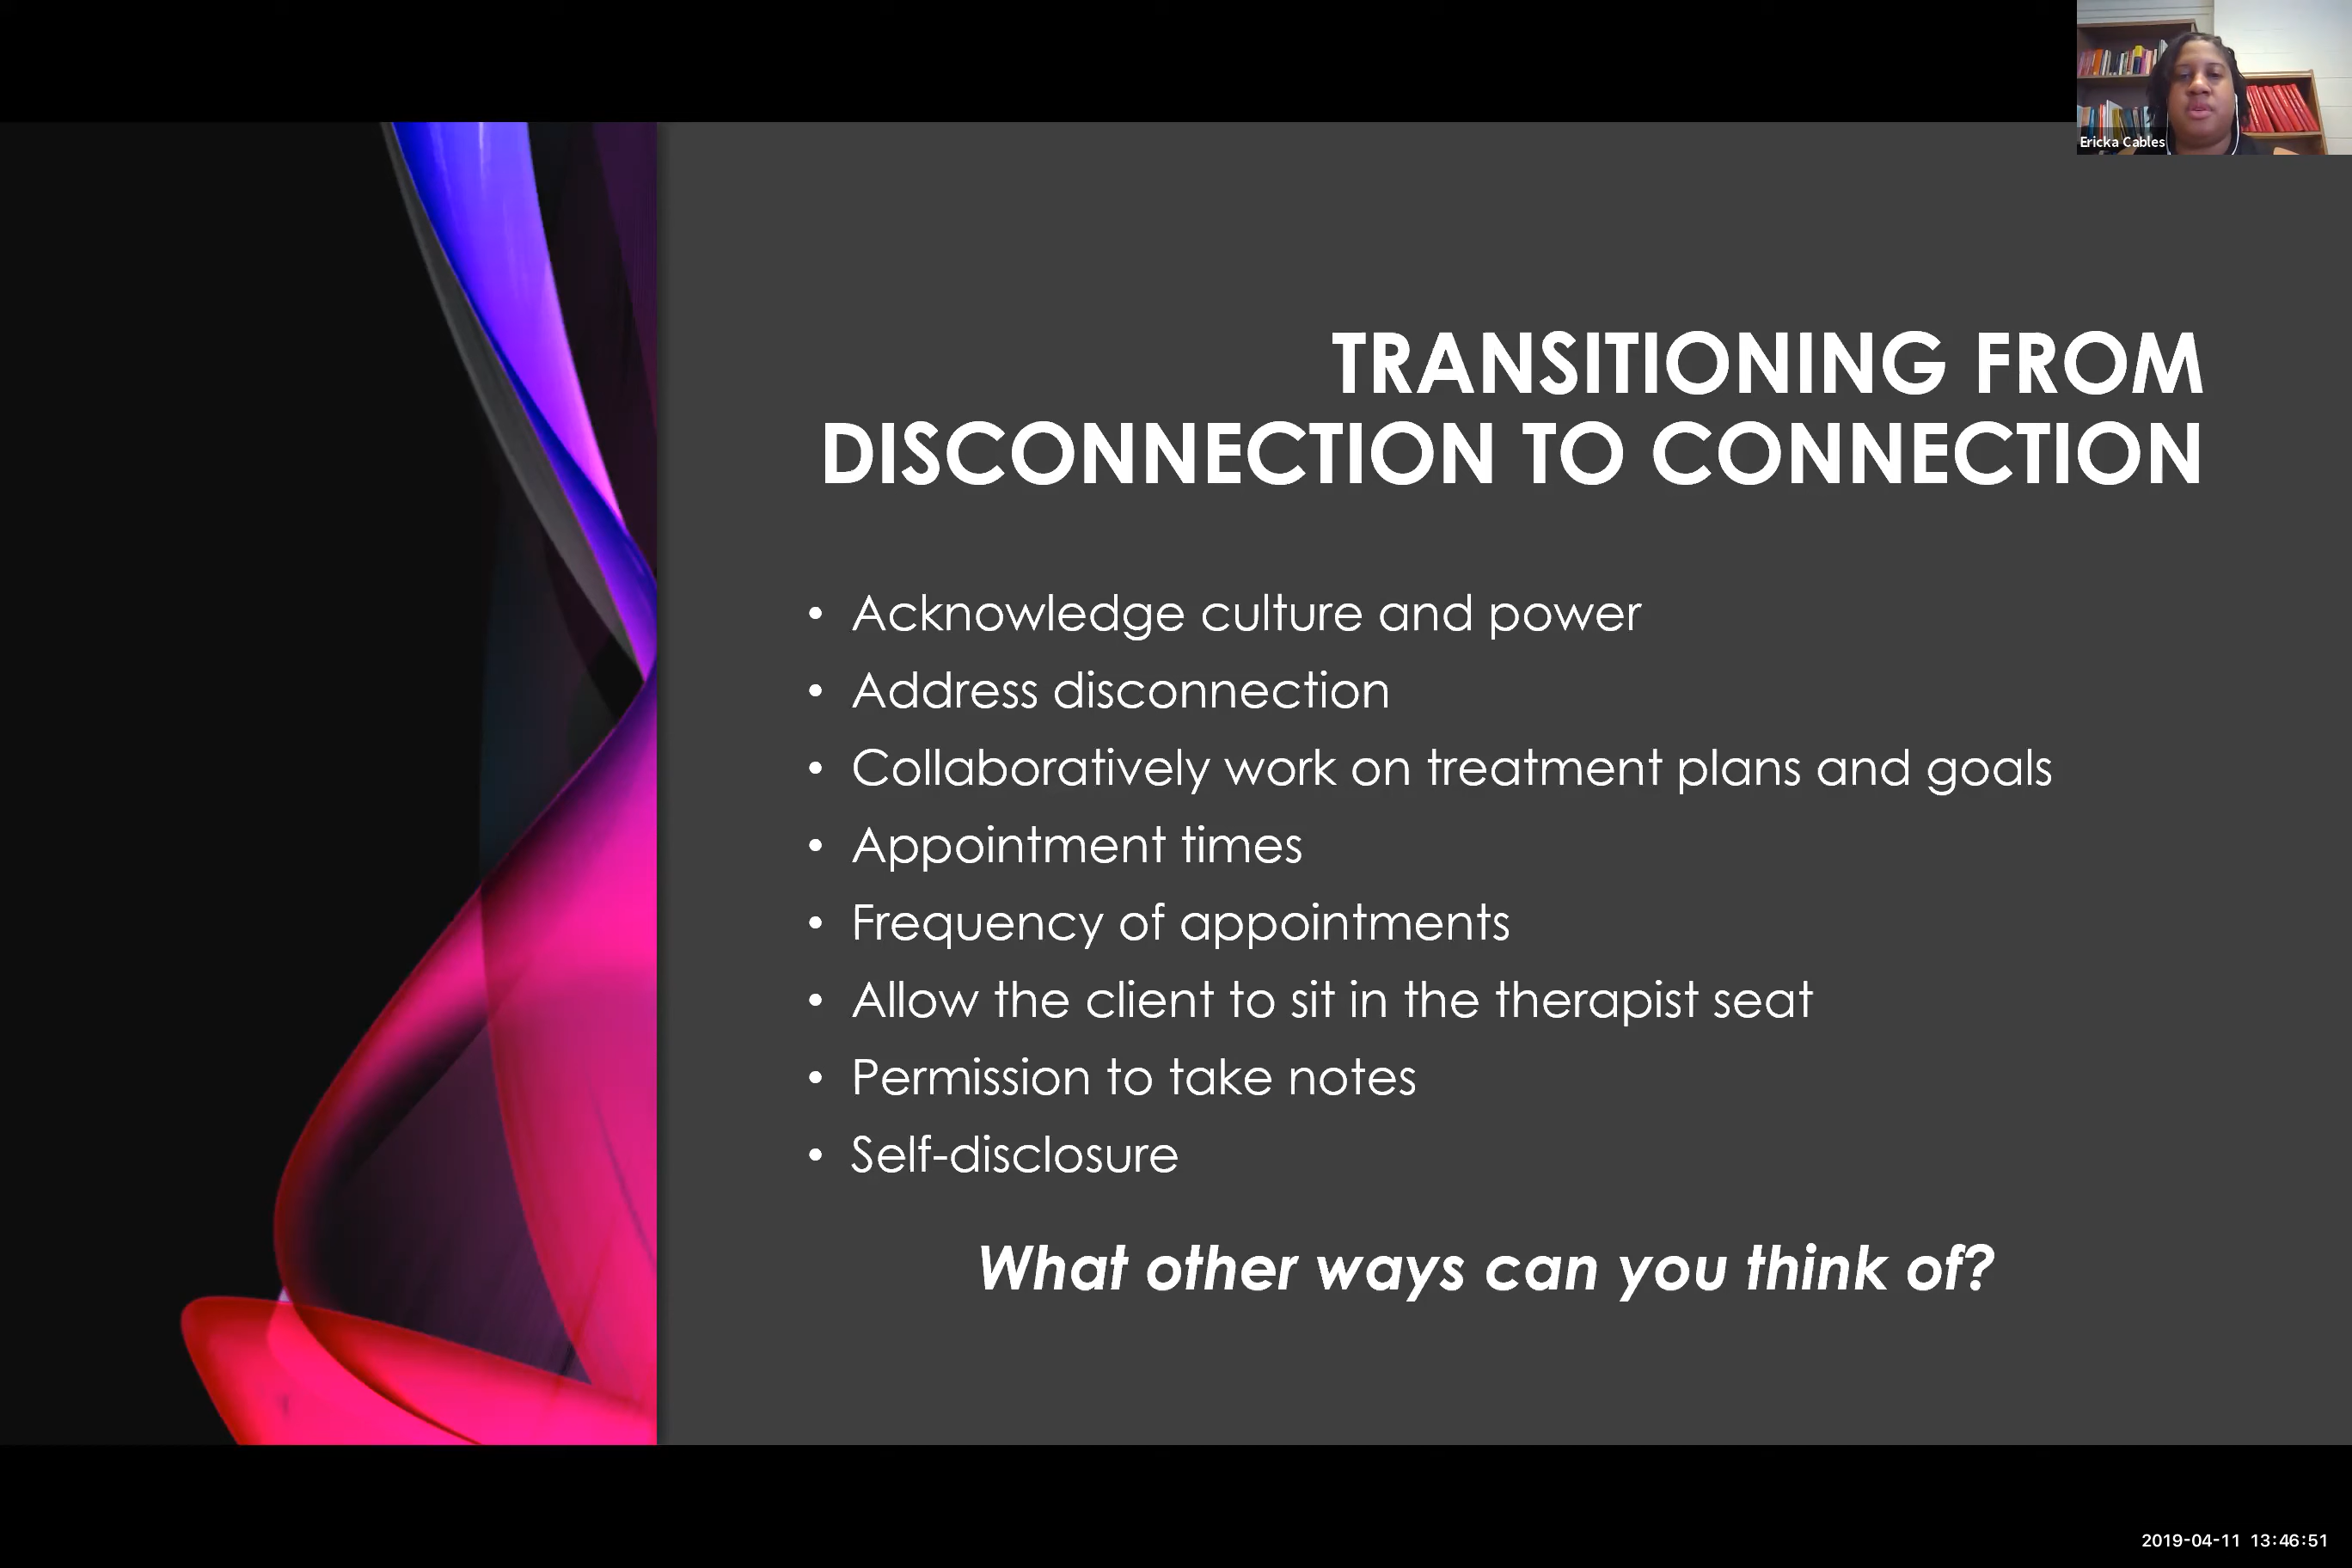 Ericka Cables
TRANSITIONING FROM
DISCONNECTION TO CONNECTION
• Acknowledge culture and power
• Address disconnection
• Collaboratively work on treatment plans and goals
• Appointment times
• Frequency of appointments
• Allow the client to sit in the therapist seat
• Permission to take notes
• Self-disclosure
What other ways can you think of?
2019-04-11 13:46:51